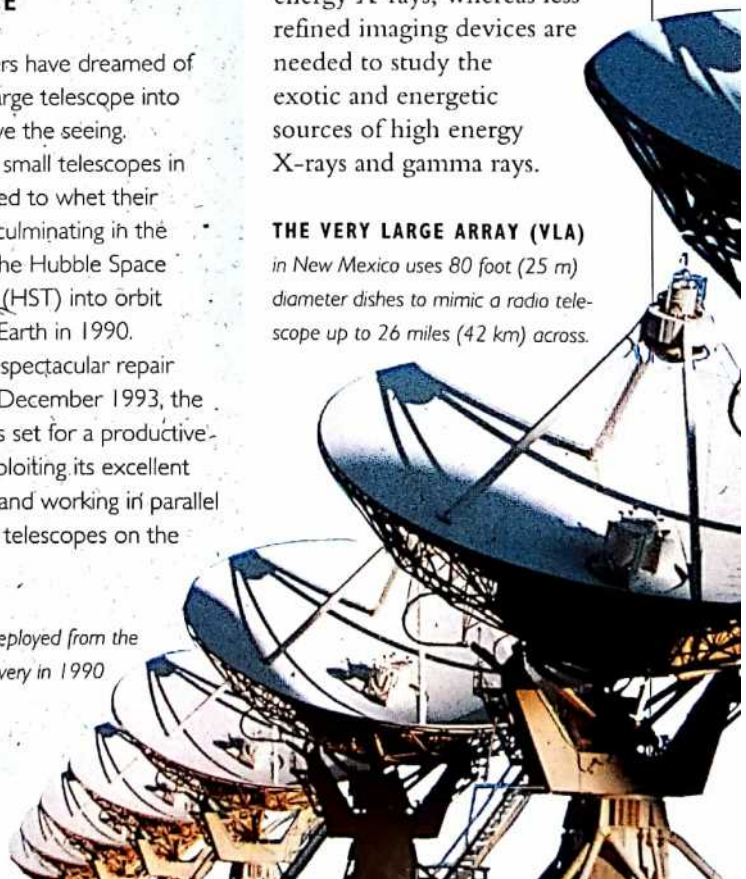 E
rs have dreamed of
arge telescope into
ve the seeing.
small telescopes in
ed to whet their
culminating in the
he Hubble Space
(HST) into orbit
Earth in 1990.
spectacular repair
December 1993, the
s set for a productive
ploiting its excellent
and working in parallel
telescopes on the
eployed from the
very in 1990
energy X-rays, whereas less
refined imaging devices are
needed to study the
exotic and energetic
sources of high energy
X-rays and gamma rays.
THE VERY LARGE ARRAY (VLA)
in New Mexico uses 80 foot (25 m)
diameter dishes to mimic a radio tele-
scope up to 26 miles (42 km) across.